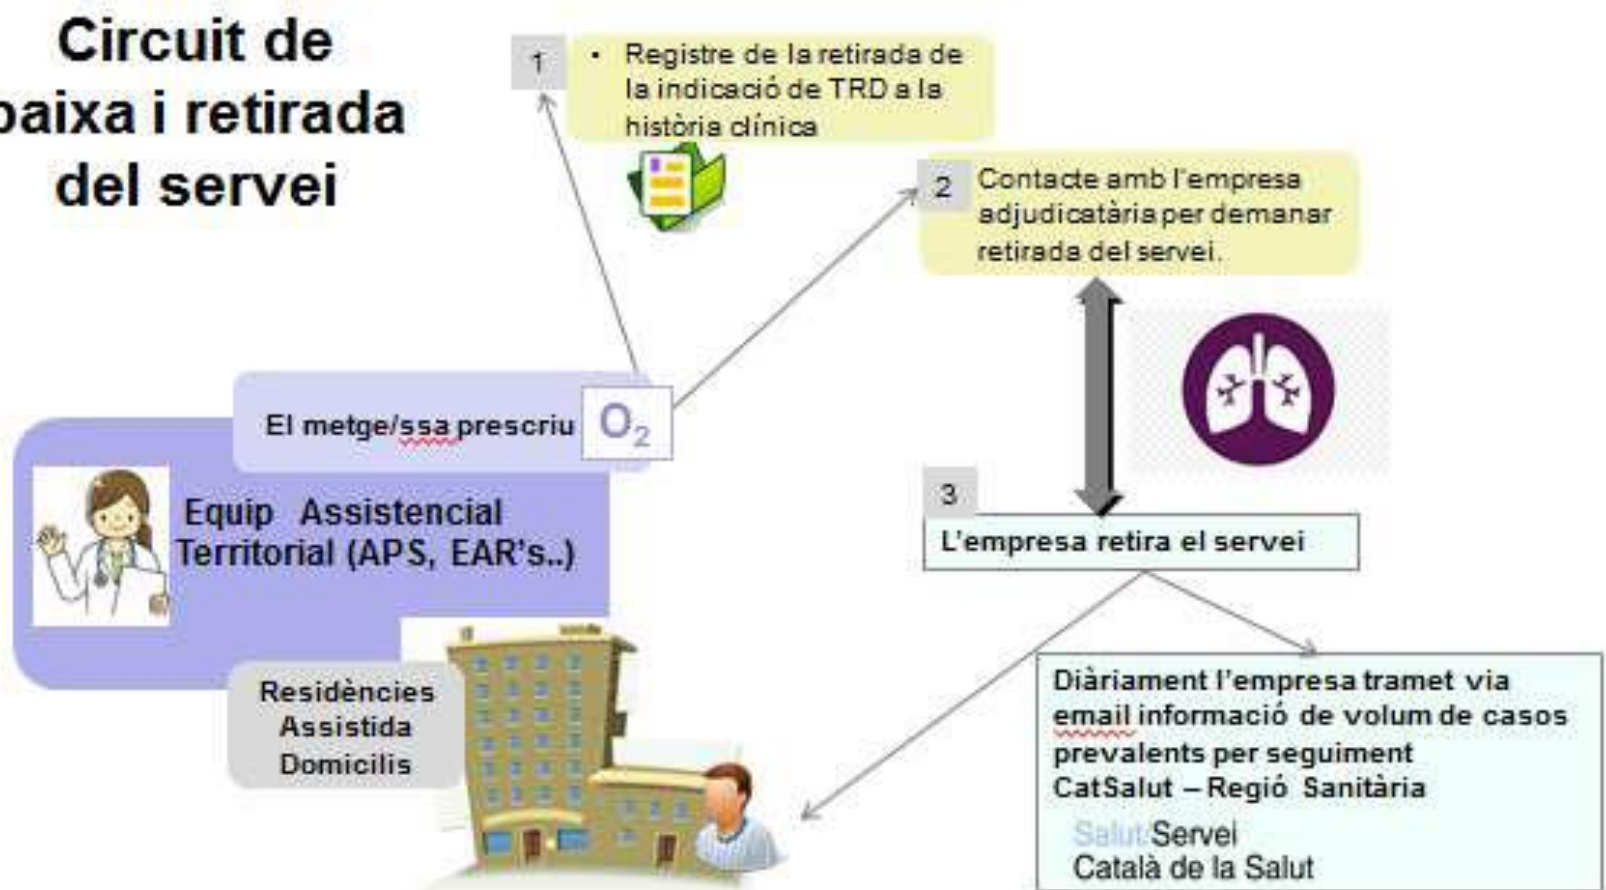 Circuit de
baixa i retirada
del servei
1
• Registre de la retirada de
la indicació de TRD a la
història clínica
2
Contacte amb l'empresa
adjudicatària per demanar
retirada del servei.
El metge/ssa prescriu
O₂
Equip Assistencial
Territorial (APS, EAR's..)
3
L'empresa retira el servei
Residències
Assistida
Domicilis
Diàriament l'empresa tramet via
email informació de volum de casos
prevalents per seguiment
CatSalut – Regió Sanitària
Salut/Servei
Català de la Salut